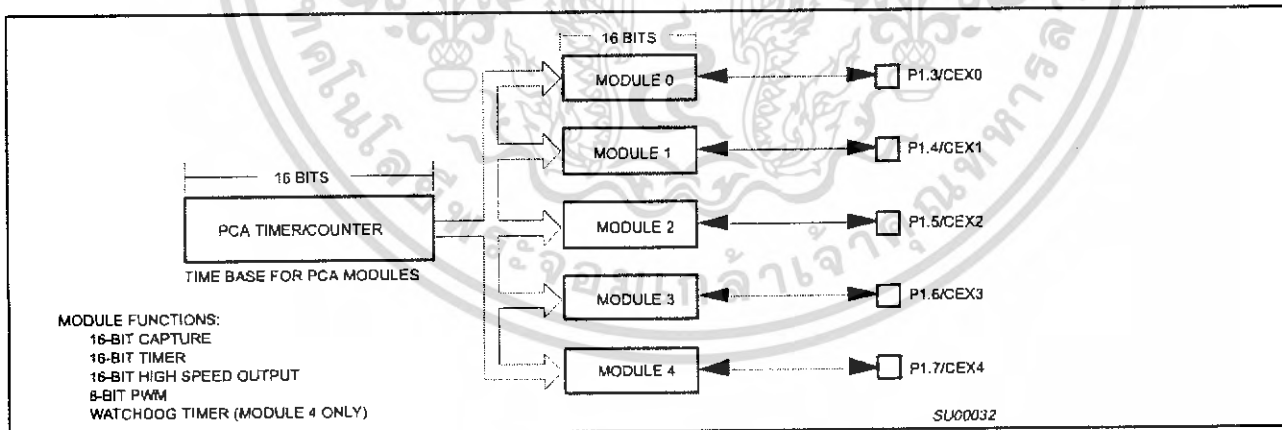 16 BITS
MODULE 0
P1.3/CEX0
MODULE 1
P1.4/CEX1
16 BITS
PCA TIMER/COUNTER
MODULE 2
P1.5/CEX2
TIME BASE FOR PCA MODULES
MODULE 3
P1.6/CEX3
MODULE FUNCTIONS:
16-BIT CAPTURE
16-BIT TIMER
16-BIT HIGH SPEED OUTPUT
8-BIT PWM
WATCHDOG TIMER (MODULE 4 ONLY)
MODULE 4
P1.7/CEX4
SU00032